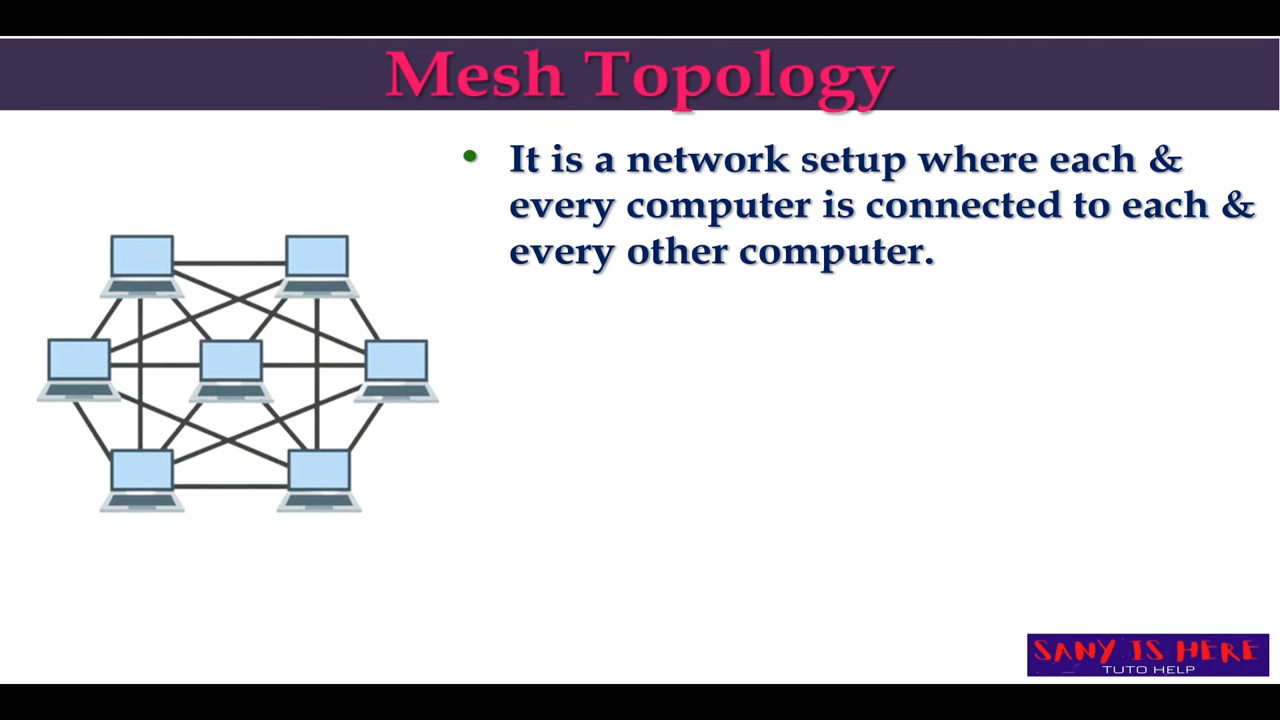 Mesh Topology
• It is a network setup where each &
every computer is connected to each &
every other computer.
SANY IS HERE
TUTO HELP